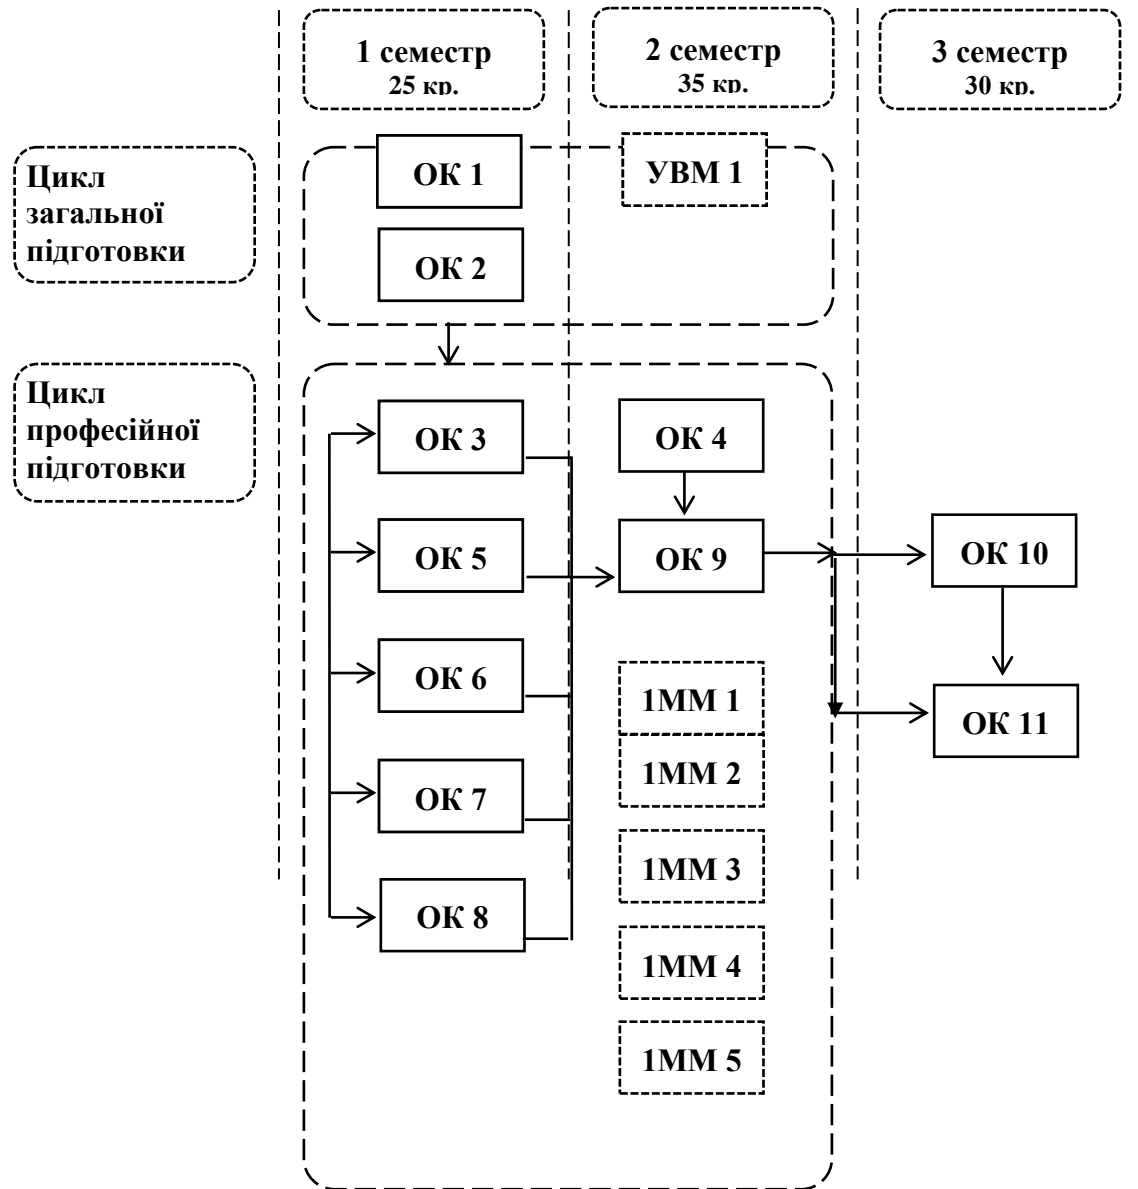 1 семестр
25 кр.
2 семестр
35 кр.
3 семестр
30 кр.
Цикл
загальної
підготовки
ОК 1
УВМ 1
ОК 2
Цикл
професійної
підготовки
ОК 3
ОК 4
ОК 5
ОК 9
ОК 10
ОК 6
1ММ 1
ОК 11
1ММ 2
ОК 7
1ММ 3
ОК 8
1ММ 4
1ММ 5